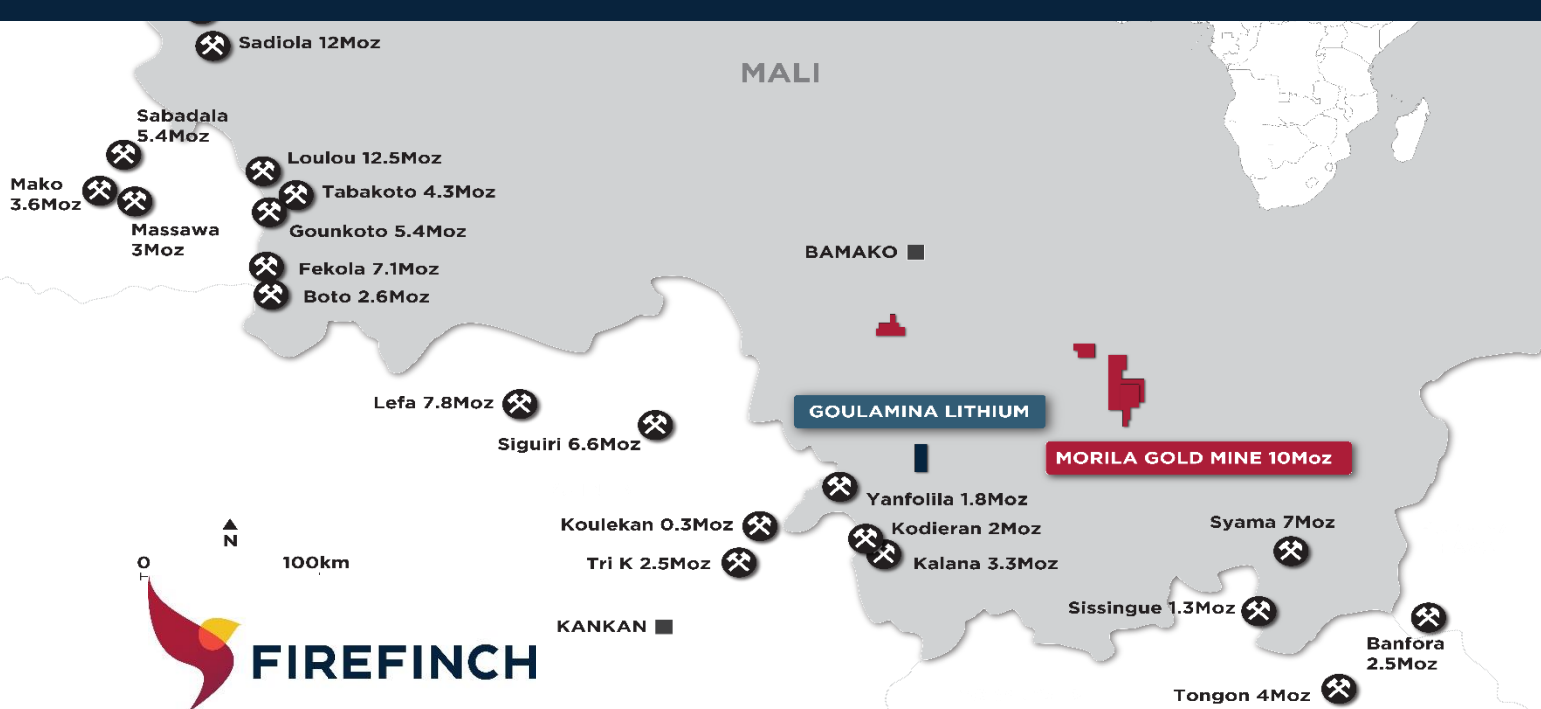 Sadiola 12Moz
MALI
Sabadala
5.4Moz
Loulou 12.5Moz
Mako
3.6Moz
Tabakoto 4.3Moz
Massawa
3Moz
Gounkoto 5.4Moz
BAMAKO
Fekola 7.1Moz
Boto 2.6Moz
Lefa 7.8Moz
GOULAMINA LITHIUM
Siguiri 6.6Moz
MORILA GOLD MINE 10Moz
Yanfolila 1.8Moz
Koulekan 0.3Moz
Kodieran 2Moz
Syama 7Moz
N
0
100km
Tri K 2.5Moz
Kalana 3.3Moz
Sissingue 1.3Moz
KANKAN
Banfora
2.5Moz
FIREFINCH
Tongon 4Moz